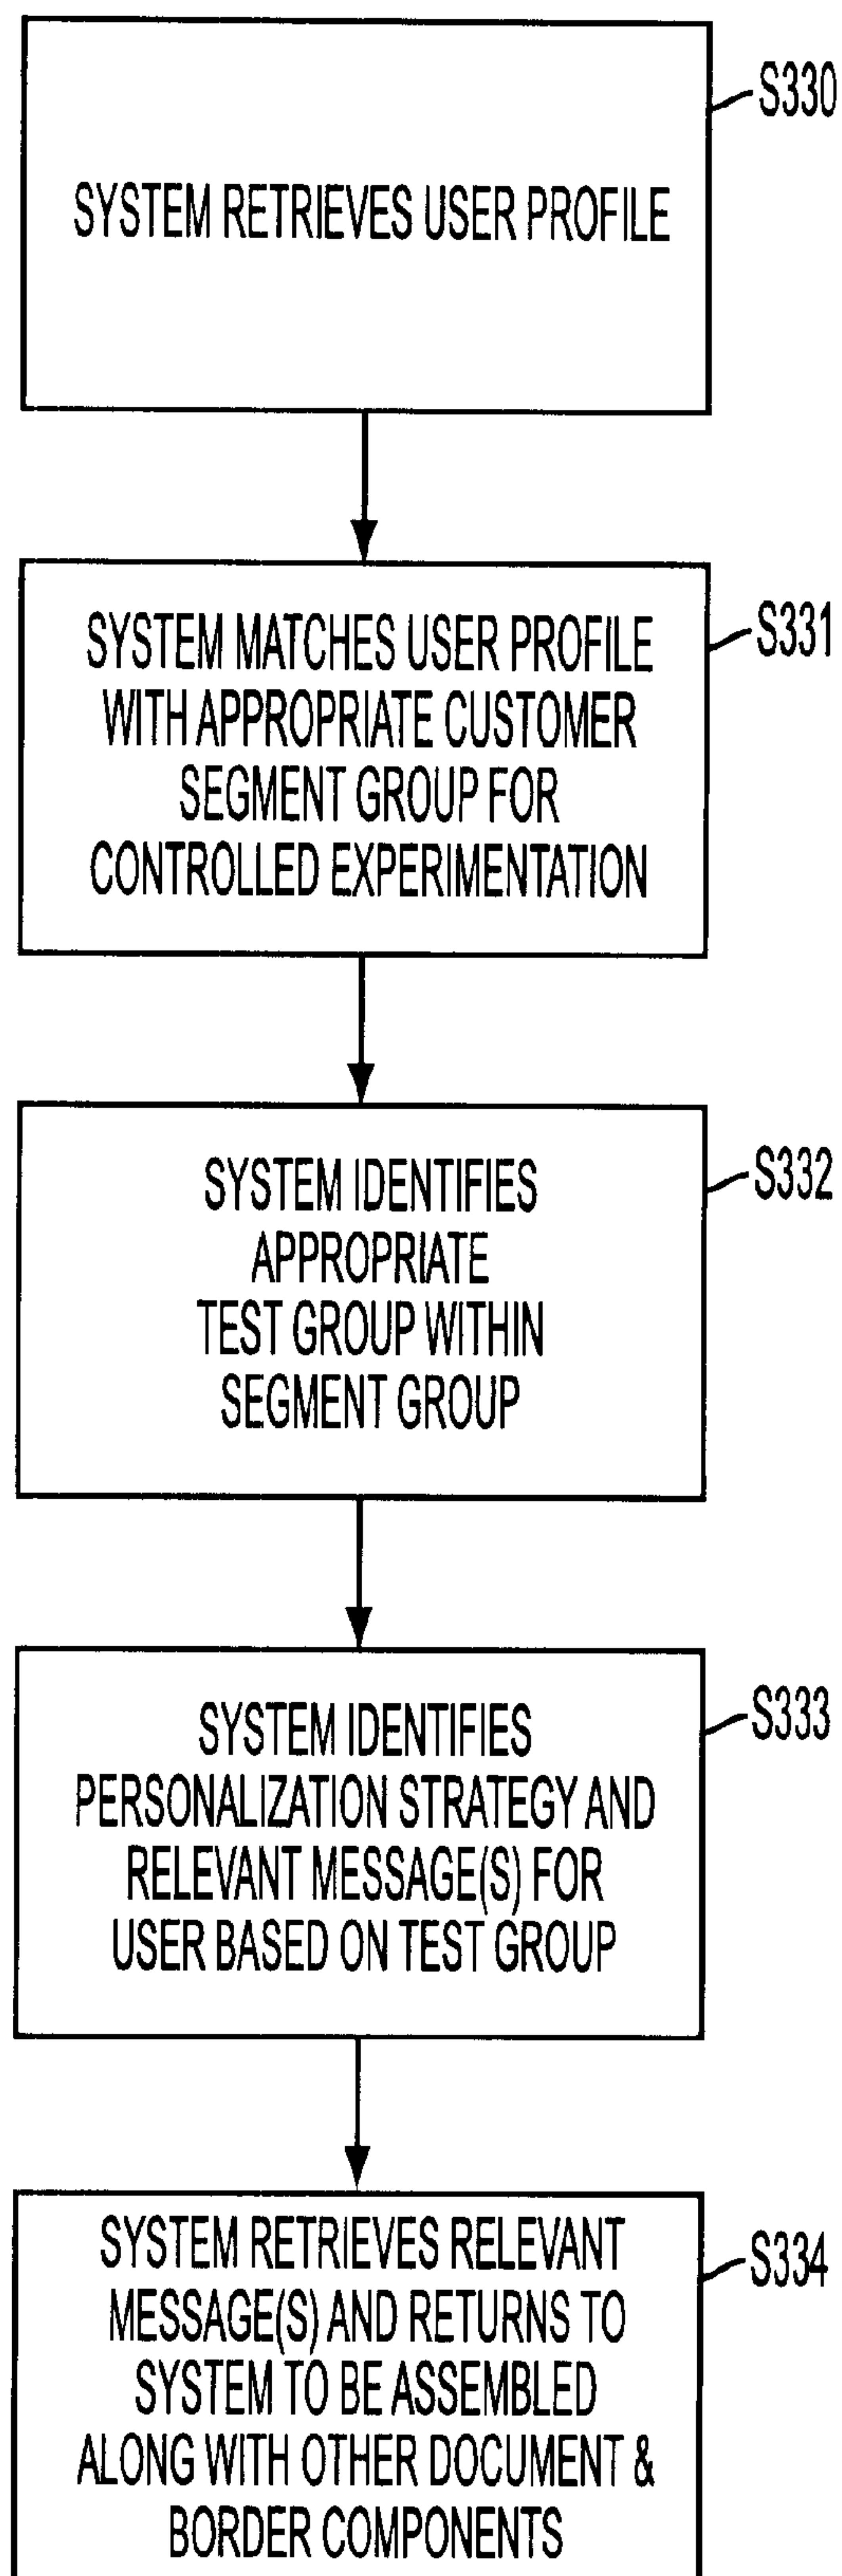 S330
SYSTEM RETRIEVES USER PROFILE
S331
SYSTEM MATCHES USER PROFILE
WITH APPROPRIATE CUSTOMER
SEGMENT GROUP FOR
CONTROLLED EXPERIMENTATION
S332
SYSTEM IDENTIFIES
APPROPRIATE
TEST GROUP WITHIN
SEGMENT GROUP
S333
SYSTEM IDENTIFIES
PERSONALIZATION STRATEGY AND
RELEVANT MESSAGE(S) FOR
USER BASED ON TEST GROUP
S334
SYSTEM RETRIEVES RELEVANT
MESSAGE(S) AND RETURNS TO
SYSTEM TO BE ASSEMBLED
ALONG WITH OTHER DOCUMENT &
BORDER COMPONENTS